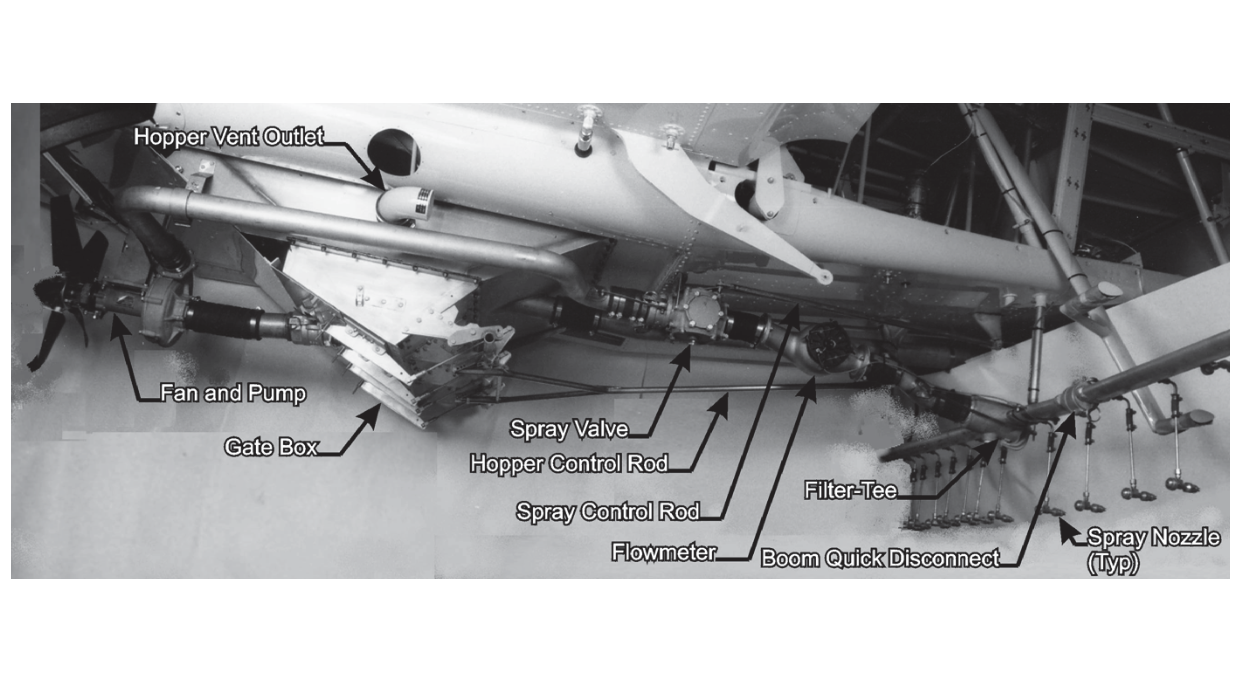 Hopper Vent Outlet
Fan and Pump
Gate Box
Spray Valve
Hopper Control Rod
Spray Control Rod
Flowmeter
Filter-Tee
Boom Quick Disconnect
Spray Nozzle
(Typ)